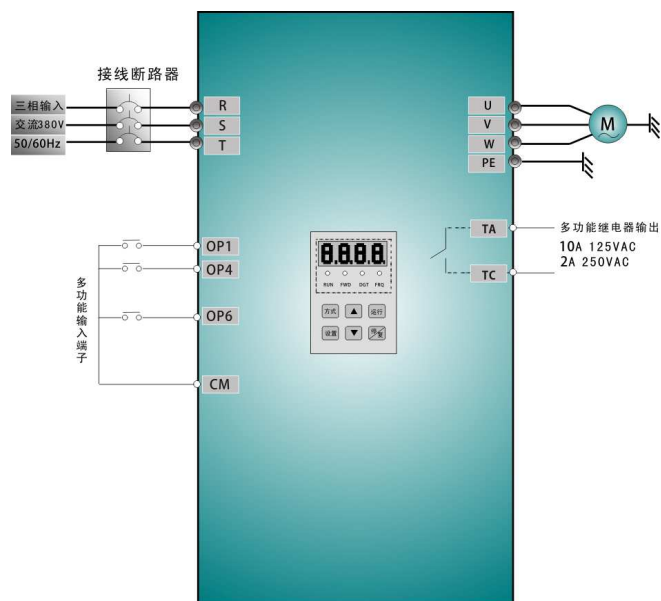 接线断路器
三相输入
交流380V
50/60Hz
R
S
T
U
V
W
PE
M
OP1
OP4
OP6
CM
多功能输入端子
8.8.8.8.
RUN FWD DGT FRQ
方式 ▲ 运行
设置 ▼ 停/复
TA
TC
多功能继电器输出
10A 125VAC
2A 250VAC